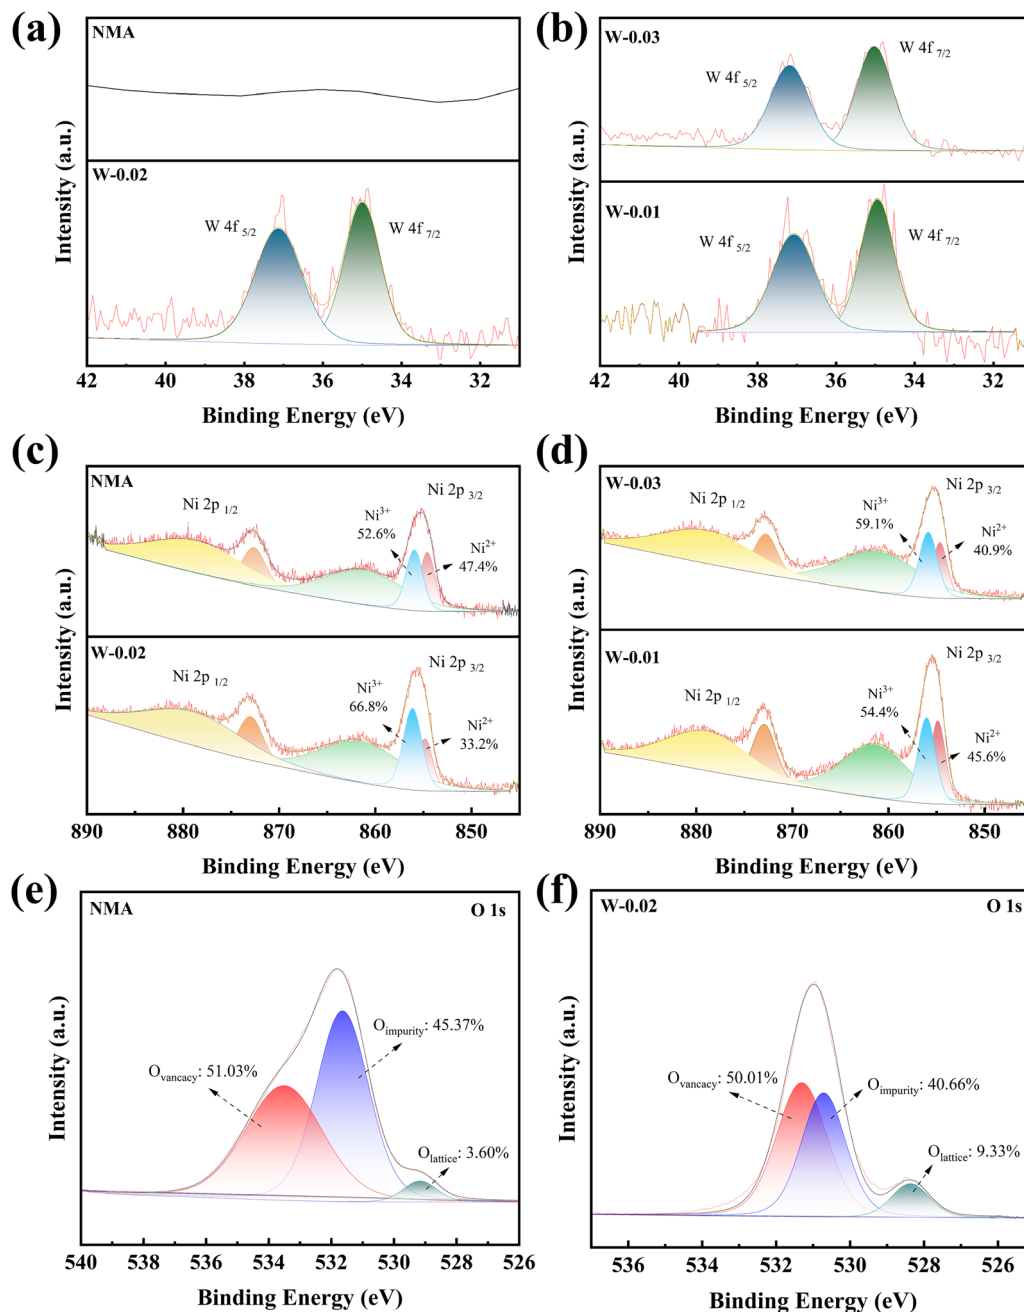 (a)
NMA
W-0.02
W 4f 5/2
W 4f 7/2
42 40 38 36 34 32
Binding Energy (eV)
Intensity (a.u.)
(b)
W-0.03
W 4f 5/2
W 4f 7/2
W-0.01
W 4f 5/2
W 4f 7/2
42 40 38 36 34 32
Binding Energy (eV)
Intensity (a.u.)
(c)
NMA
Ni 2p 1/2
Ni 2p 3/2
Ni3+
52.6%
Ni2+
47.4%
W-0.02
Ni 2p 1/2
Ni 2p 3/2
Ni3+
66.8%
Ni2+
33.2%
890 880 870 860 850
Binding Energy (eV)
Intensity (a.u.)
(d)
W-0.03
Ni 2p 1/2
Ni 2p 3/2
Ni3+
59.1%
Ni2+
40.9%
W-0.01
Ni 2p 1/2
Ni 2p 3/2
Ni3+
54.4%
Ni2+
45.6%
890 880 870 860 850
Binding Energy (eV)
Intensity (a.u.)
(e)
NMA
O 1s
Oimpurity: 45.37%
Ovancacy: 51.03%
Olattice: 3.60%
540 538 536 534 532 530 528 526
Binding Energy (eV)
Intensity (a.u.)
(f)
W-0.02
O 1s
Ovancacy: 50.01%
Oimpurity: 40.66%
Olattice: 9.33%
536 534 532 530 528 526
Binding Energy (eV)
Intensity (a.u.)